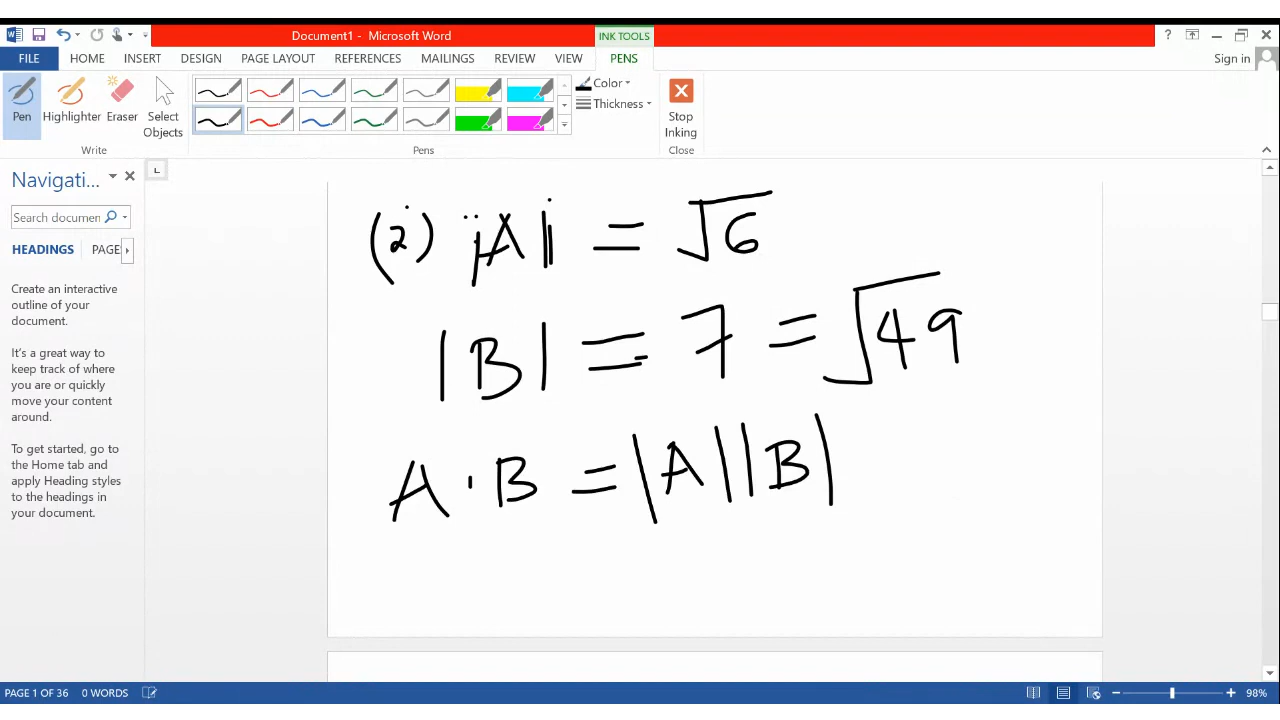 Document1 - Microsoft Word
INK TOOLS
?
FILE
HOME
INSERT
DESIGN
PAGE LAYOUT
REFERENCES
MAILINGS
REVIEW
VIEW
PENS
Sign in
Pen
Highlighter
Eraser
Select Objects
Color
Thickness
Stop Inking
Write
Pens
Close
Navigati...
Search documen
HEADINGS
PAGE
Create an interactive
outline of your
document.
It's a great way to
keep track of where
you are or quickly
move your content
around.
To get started, go to
the Home tab and
apply Heading styles
to the headings in
your document.
(2) |A| = √6
|B| = 7 = √49
A · B = |A||B|
PAGE 1 OF 36
0 WORDS
98%